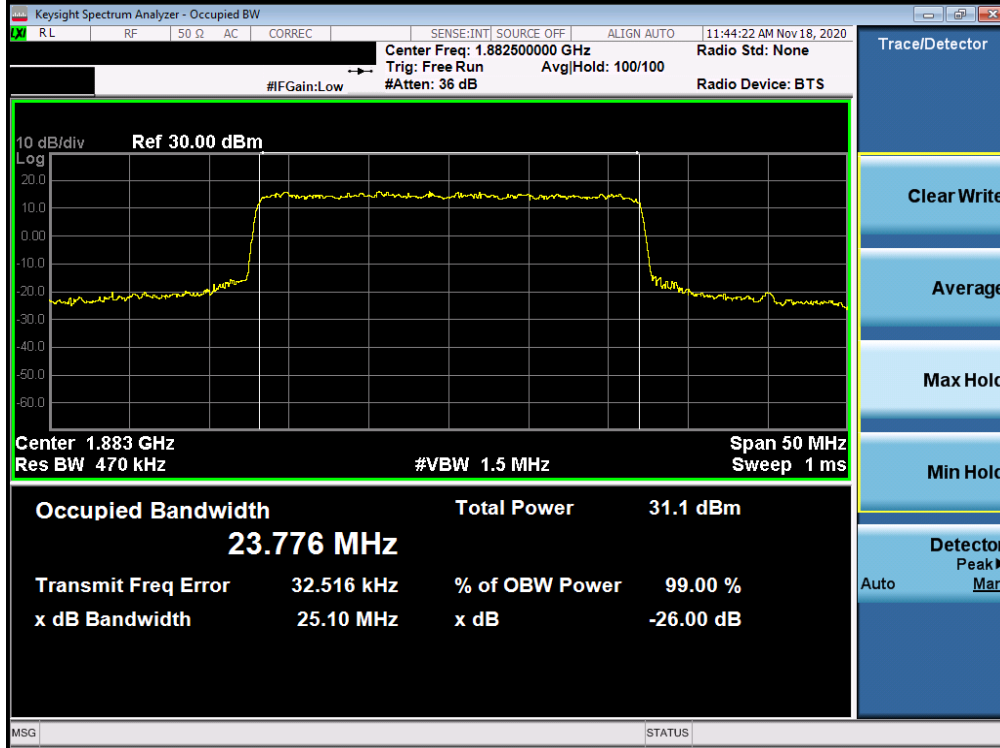 Keysight Spectrum Analyzer - Occupied BW
LXI RL RF 50 Ω AC CORREC SENSE:INT SOURCE OFF ALIGN AUTO 11:44:22 AM Nov 18, 2020
Center Freq: 1.882500000 GHz Radio Std: None
Trig: Free Run Avg|Hold: 100/100
#IFGain:Low #Atten: 36 dB Radio Device: BTS
Trace/Detector
10 dB/div Ref 30.00 dBm
Log
20.0
10.0
0.00
-10.0
-20.0
-30.0
-40.0
-50.0
-60.0
Center 1.883 GHz Span 50 MHz
Res BW 470 kHz #VBW 1.5 MHz Sweep 1 ms
Occupied Bandwidth Total Power 31.1 dBm
23.776 MHz
Transmit Freq Error 32.516 kHz % of OBW Power 99.00 %
x dB Bandwidth 25.10 MHz x dB -26.00 dB
Clear Write
Average
Max Hold
Min Hold
Detector
Peak
Auto Man
MSG STATUS